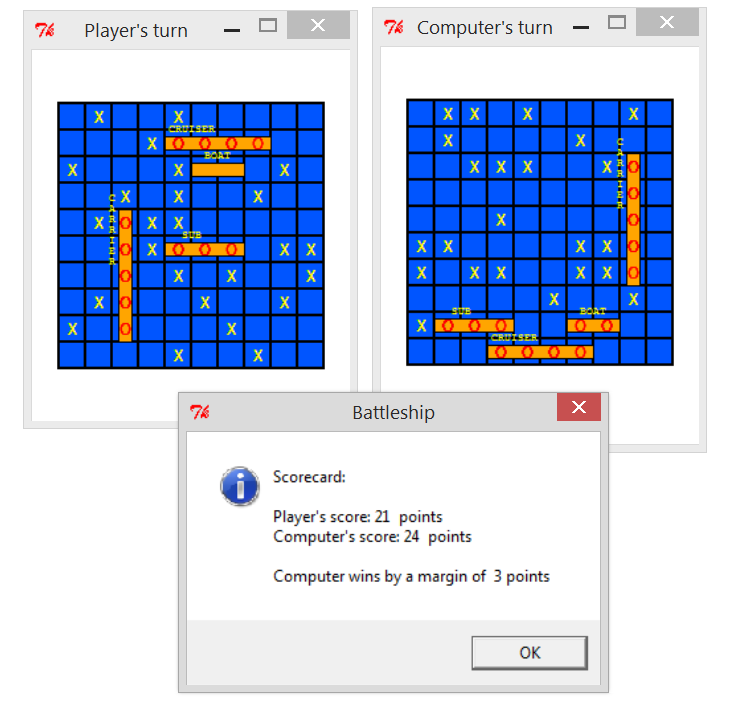 Player's turn
CRUISER
BOAT
CARRIER
SUB
Computer's turn
CARRIER
SUB
BOAT
CRUISER
Battleship
Scorecard:
Player's score: 21  points
Computer's score: 24  points
Computer wins by a margin of  3 points
OK